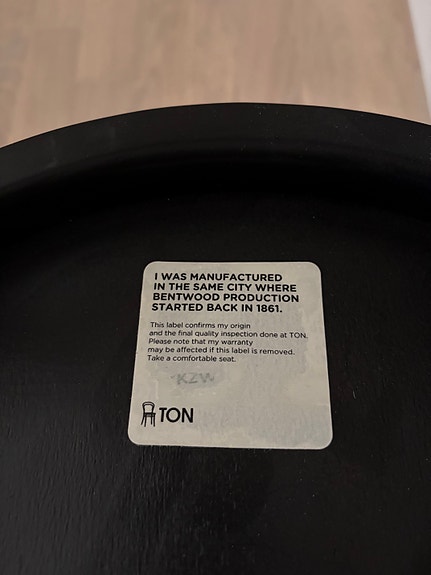 I WAS MANUFACTURED
IN THE SAME CITY WHERE
BENTWOOD PRODUCTION
STARTED BACK IN 1861.
This label confirms my origin
and the final quality inspection done at TON.
Please note that my warranty
may be affected if this label is removed.
Take a comfortable seat.
KZW
TON